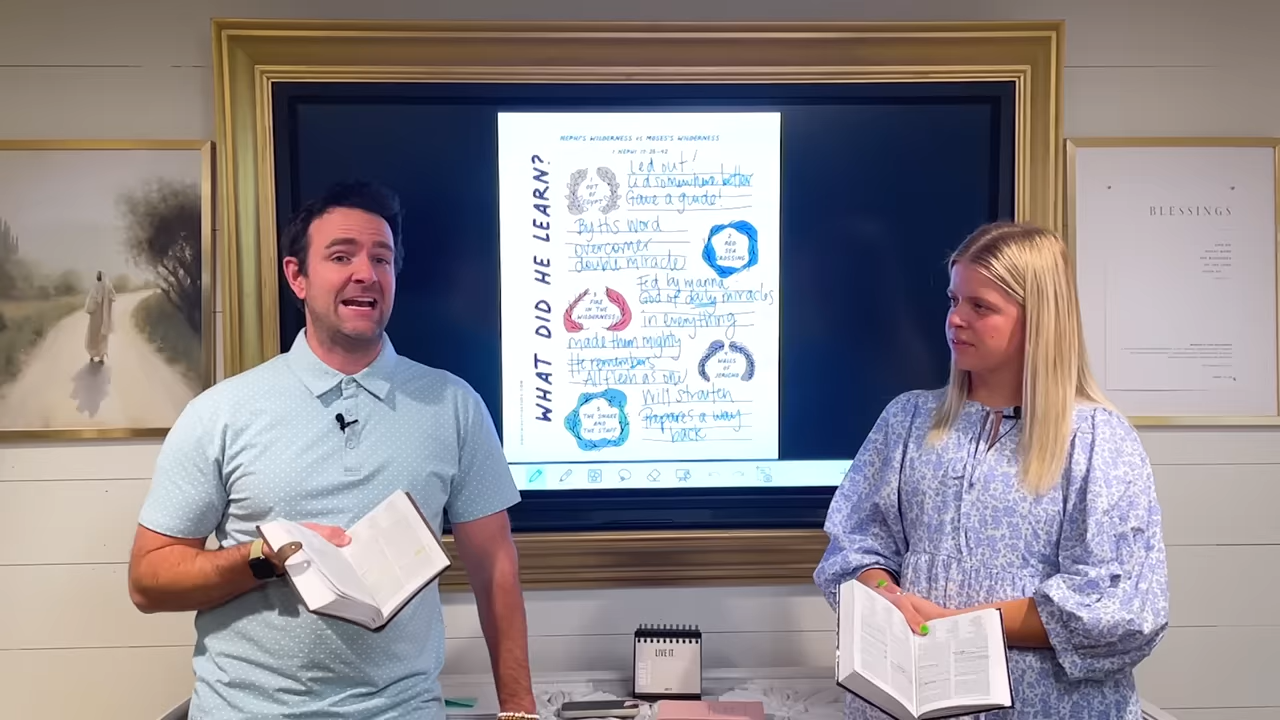 NEPHI'S WILDERNESS vs MOSES'S WILDERNESS
1 NEPHI 17:26-42
WHAT DID HE LEARN?
1
OUT
OF
EGYPT
Led out!
Led somewhere better
Gave a guide!
By His word
overcomer
double miracle
2
RED
SEA
CROSSING
Fed by manna
God of daily miracles
in everything
3
FIRE
IN THE
WILDERNESS
made them mighty
He remembers
All flesh as one
4
WALLS
OF
JERICHO
will straiten
Prepares a way
back
5
THE SNAKE
AND
THE STAFF
BLESSINGS
LIVE IT.